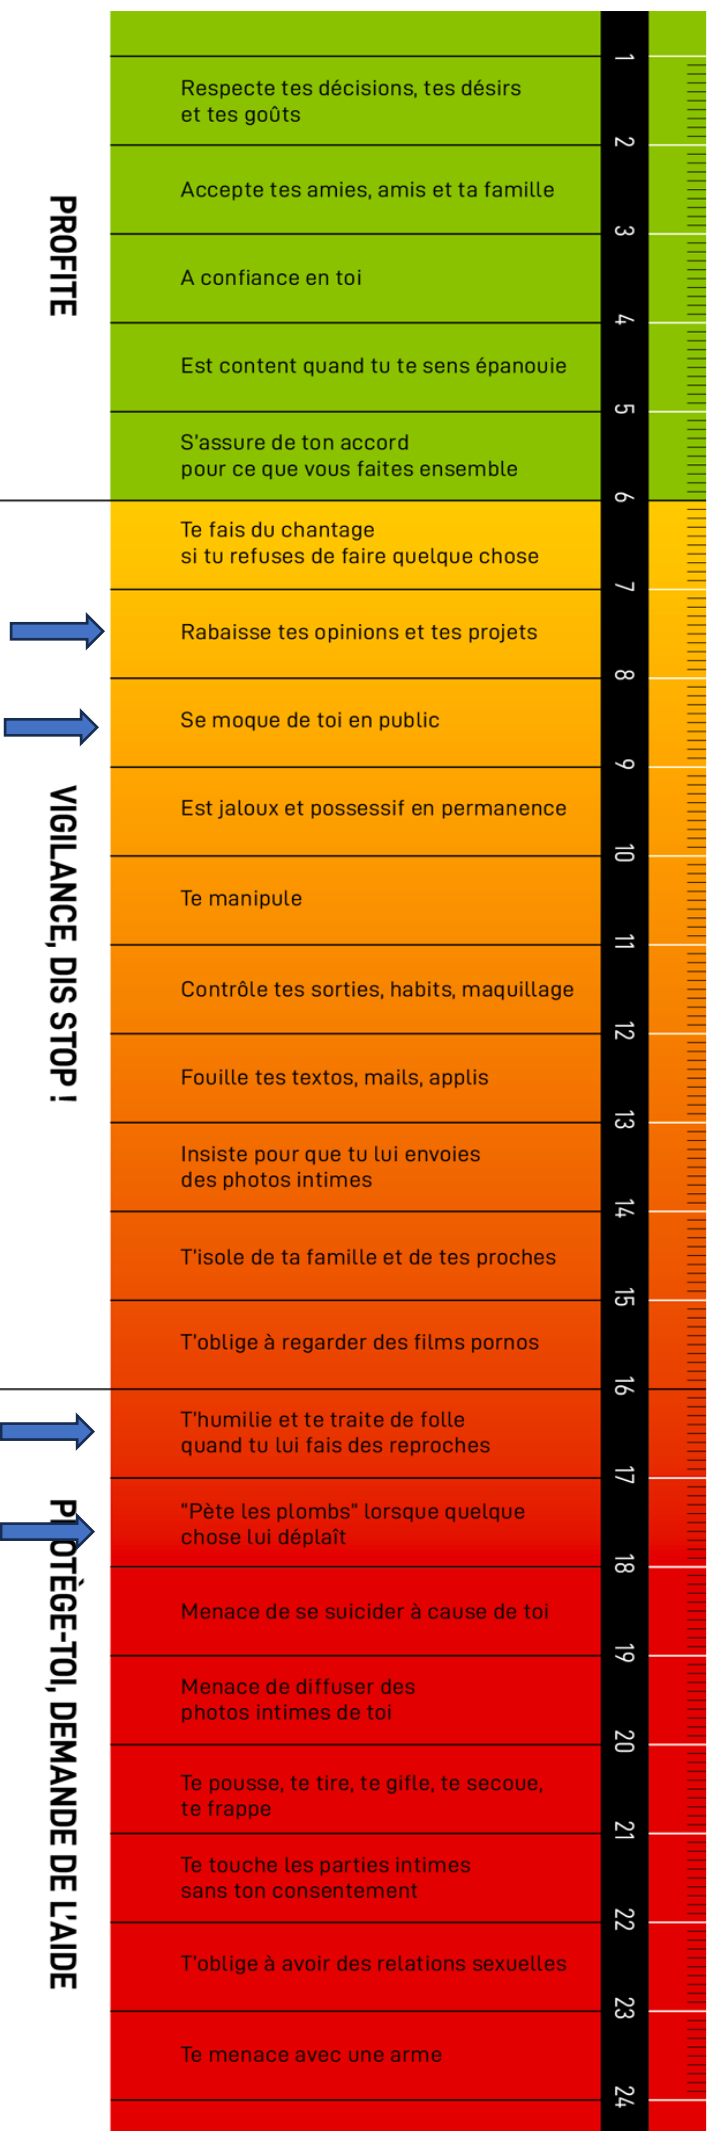 PROFITE
1
Respecte tes décisions, tes désirs
et tes goûts
2
Accepte tes amies, amis et ta famille
3
A confiance en toi
4
Est content quand tu te sens épanouie
5
S'assure de ton accord
pour ce que vous faites ensemble
6
VIGILANCE, DIS STOP !
Te fais du chantage
si tu refuses de faire quelque chose
7
Rabaisse tes opinions et tes projets
8
Se moque de toi en public
9
Est jaloux et possessif en permanence
10
Te manipule
11
Contrôle tes sorties, habits, maquillage
12
Fouille tes textos, mails, applis
13
Insiste pour que tu lui envoies
des photos intimes
14
T'isole de ta famille et de tes proches
15
T'oblige à regarder des films pornos
16
PROTÈGE-TOI, DEMANDE DE L'AIDE
T'humilie et te traite de folle
quand tu lui fais des reproches
17
"Pète les plombs" lorsque quelque
chose lui déplaît
18
Menace de se suicider à cause de toi
19
Menace de diffuser des
photos intimes de toi
20
Te pousse, te tire, te gifle, te secoue,
te frappe
21
Te touche les parties intimes
sans ton consentement
22
T'oblige à avoir des relations sexuelles
23
Te menace avec une arme
24